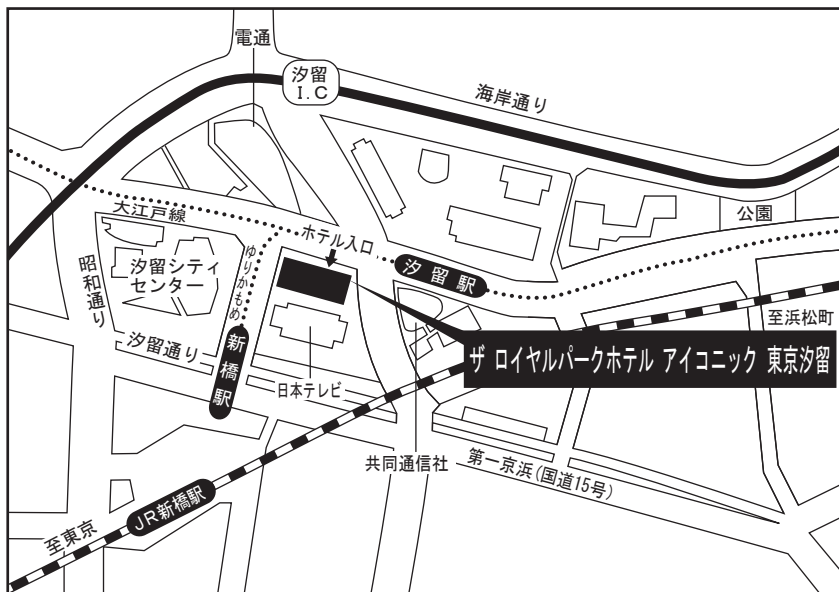 電通
汐留
I.C
海岸通り
公園
大江戸線
ホテル入口
汐留駅
ゆりかもめ
汐留シティ
センター
昭和通り
至浜松町
ザ ロイヤルパークホテル アイコニック 東京汐留
汐留通り
新橋駅
日本テレビ
共同通信社
第一京浜(国道15号)
JR新橋駅
至東京